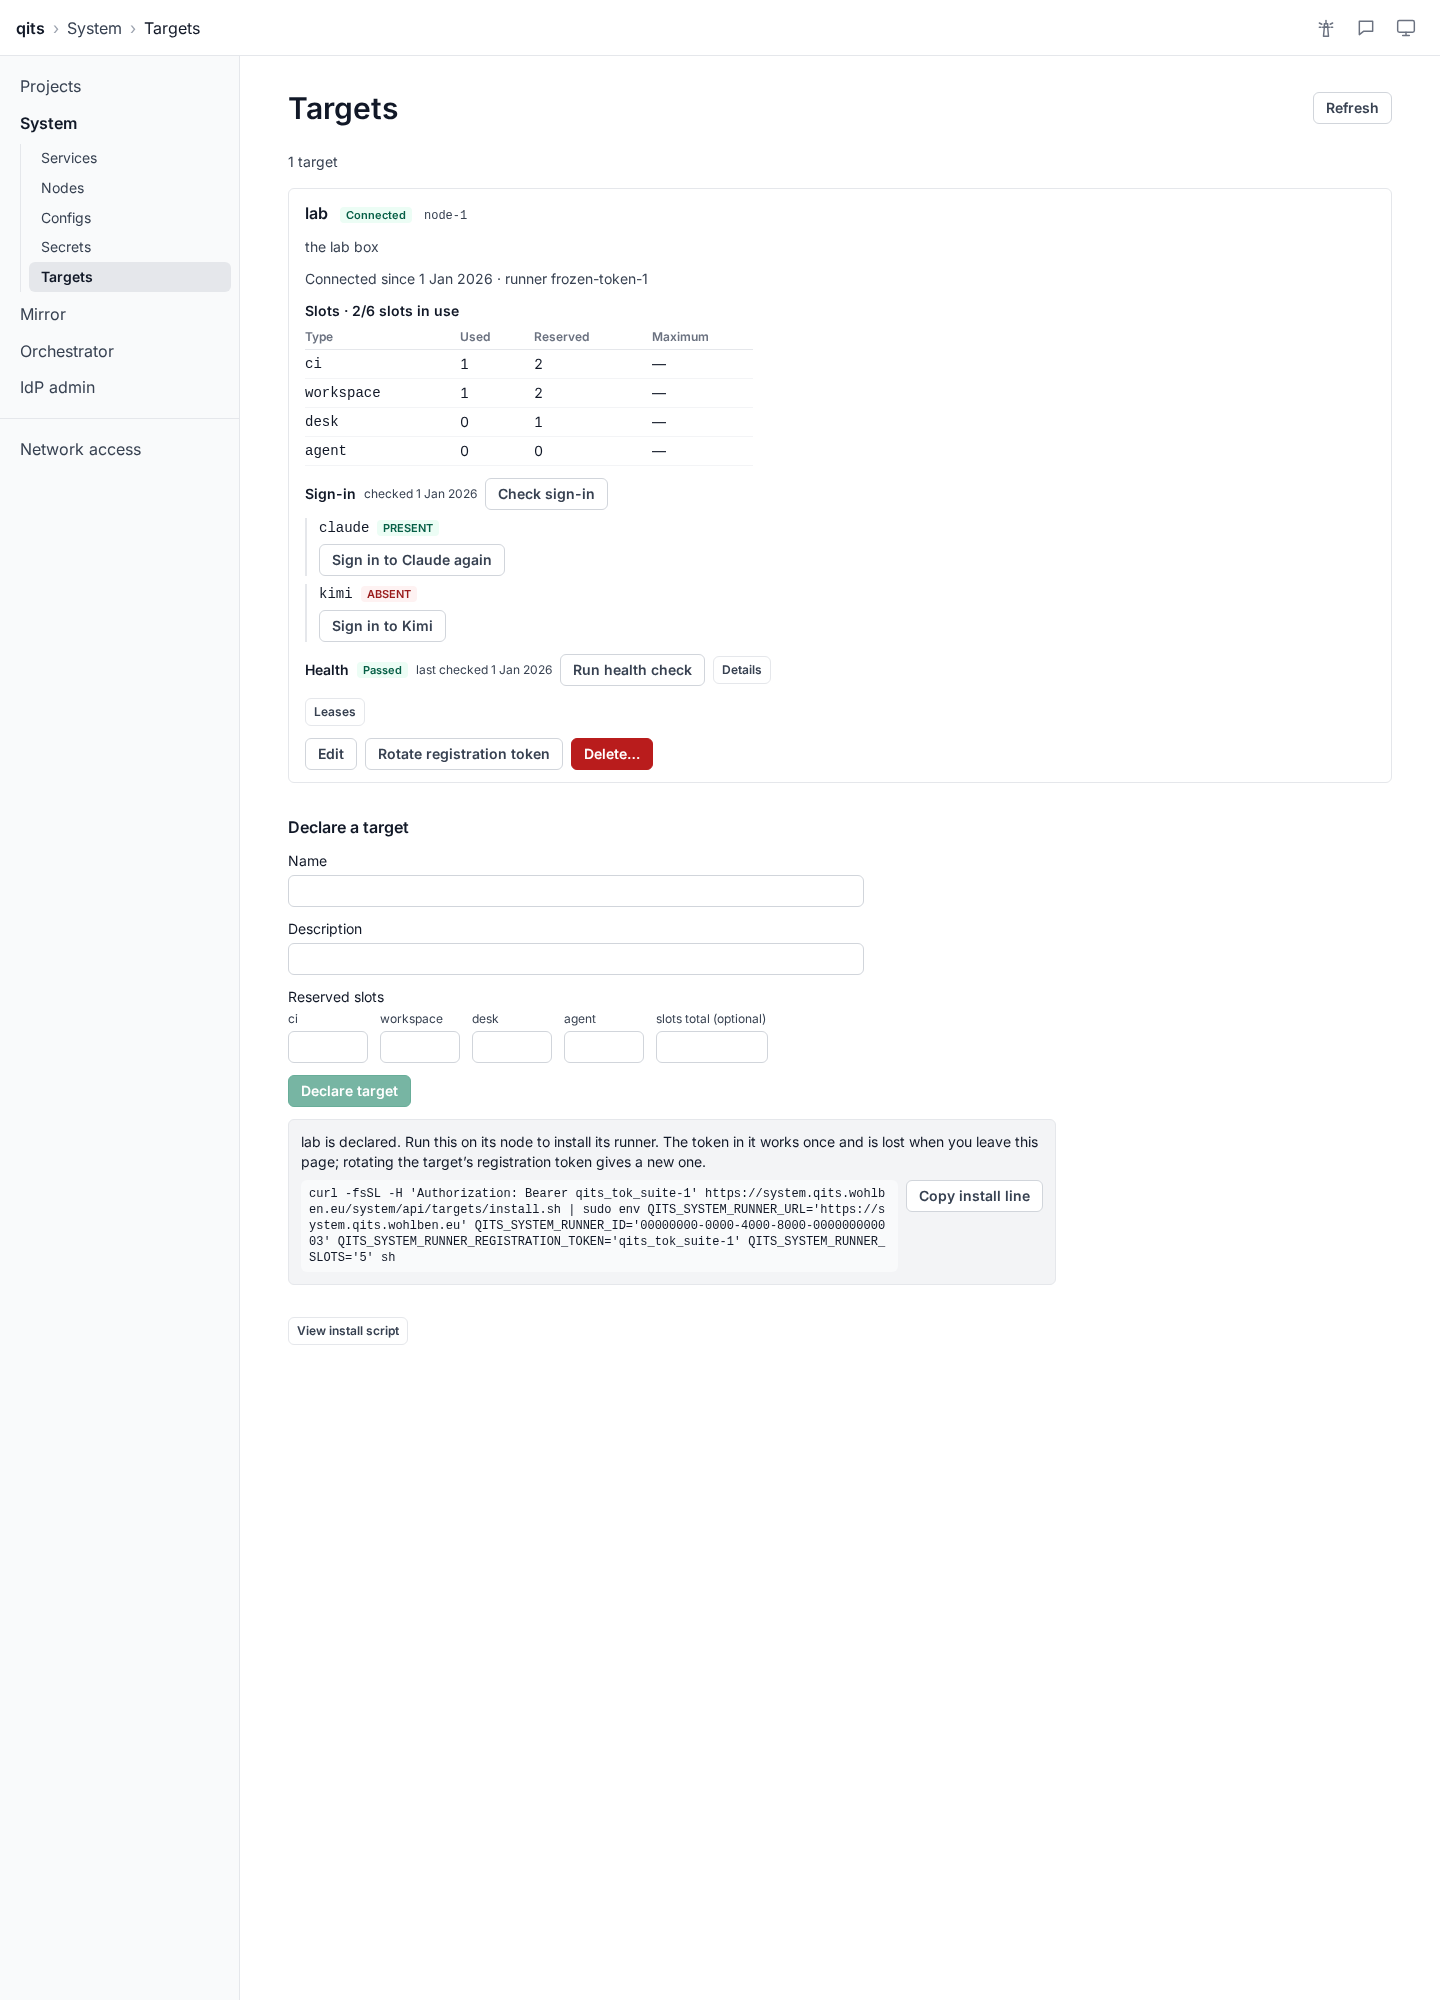 qits › System › Targets
Projects
System
Services
Nodes
Configs
Secrets
Targets
Mirror
Orchestrator
IdP admin
Network access
Targets
Refresh
1 target
lab Connected node-1
the lab box
Connected since 1 Jan 2026 · runner frozen-token-1
Slots · 2/6 slots in use
Type Used Reserved Maximum
ci 1 2 —
workspace 1 2 —
desk 0 1 —
agent 0 0 —
Sign-in checked 1 Jan 2026 Check sign-in
claude PRESENT
Sign in to Claude again
kimi ABSENT
Sign in to Kimi
Health Passed last checked 1 Jan 2026 Run health check Details
Leases
Edit Rotate registration token Delete…
Declare a target
Name
Description
Reserved slots
ci workspace desk agent slots total (optional)
Declare target
lab is declared. Run this on its node to install its runner. The token in it works once and is lost when you leave this
page; rotating the target’s registration token gives a new one.
curl -fsSL -H 'Authorization: Bearer qits_tok_suite-1' https://system.qits.wohlb
en.eu/system/api/targets/install.sh | sudo env QITS_SYSTEM_RUNNER_URL='https://s
ystem.qits.wohlben.eu' QITS_SYSTEM_RUNNER_ID='00000000-0000-4000-8000-0000000000
03' QITS_SYSTEM_RUNNER_REGISTRATION_TOKEN='qits_tok_suite-1' QITS_SYSTEM_RUNNER_
SLOTS='5' sh
Copy install line
View install script